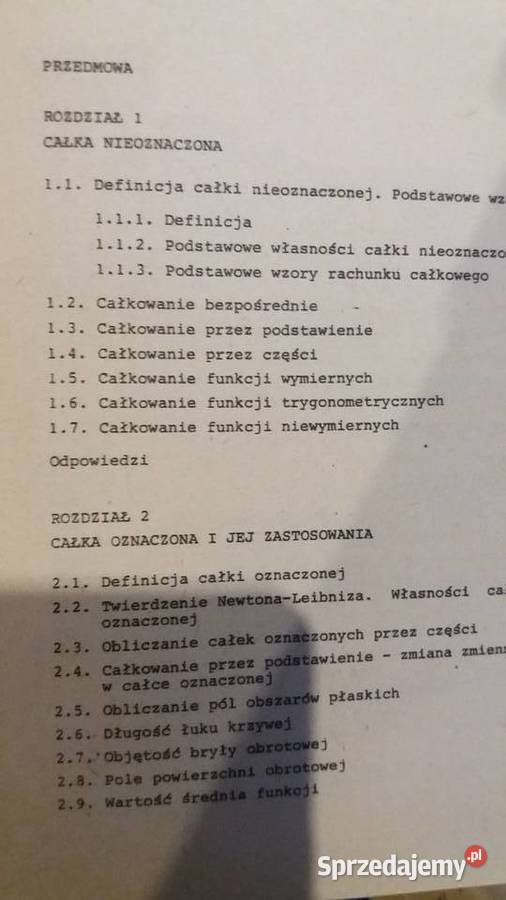 PRZEDMOWA
ROZDZIAŁ 1
CAŁKA NIEOZNACZONA
1.1. Definicja całki nieoznaczonej. Podstawowe wz
1.1.1. Definicja
1.1.2. Podstawowe własności całki nieoznaczo
1.1.3. Podstawowe wzory rachunku całkowego
1.2. Całkowanie bezpośrednie
1.3. Całkowanie przez podstawienie
1.4. Całkowanie przez części
1.5. Całkowanie funkcji wymiernych
1.6. Całkowanie funkcji trygonometrycznych
1.7. Całkowanie funkcji niewymiernych
Odpowiedzi
ROZDZIAŁ 2
CAŁKA OZNACZONA I JEJ ZASTOSOWANIA
2.1. Definicja całki oznaczonej
2.2. Twierdzenie Newtona-Leibniza. Własności ca
oznaczonej
2.3. Obliczanie całek oznaczonych przez części
2.4. Całkowanie przez podstawienie - zmiana zmien
w całce oznaczonej
2.5. Obliczanie pól obszarów płaskich
2.6. Długość łuku krzywej
2.7. Objętość bryły obrotowej
2.8. Pole powierzchni obrotowej
2.9. Wartość średnia funkcji
Sprzedajemy.pl